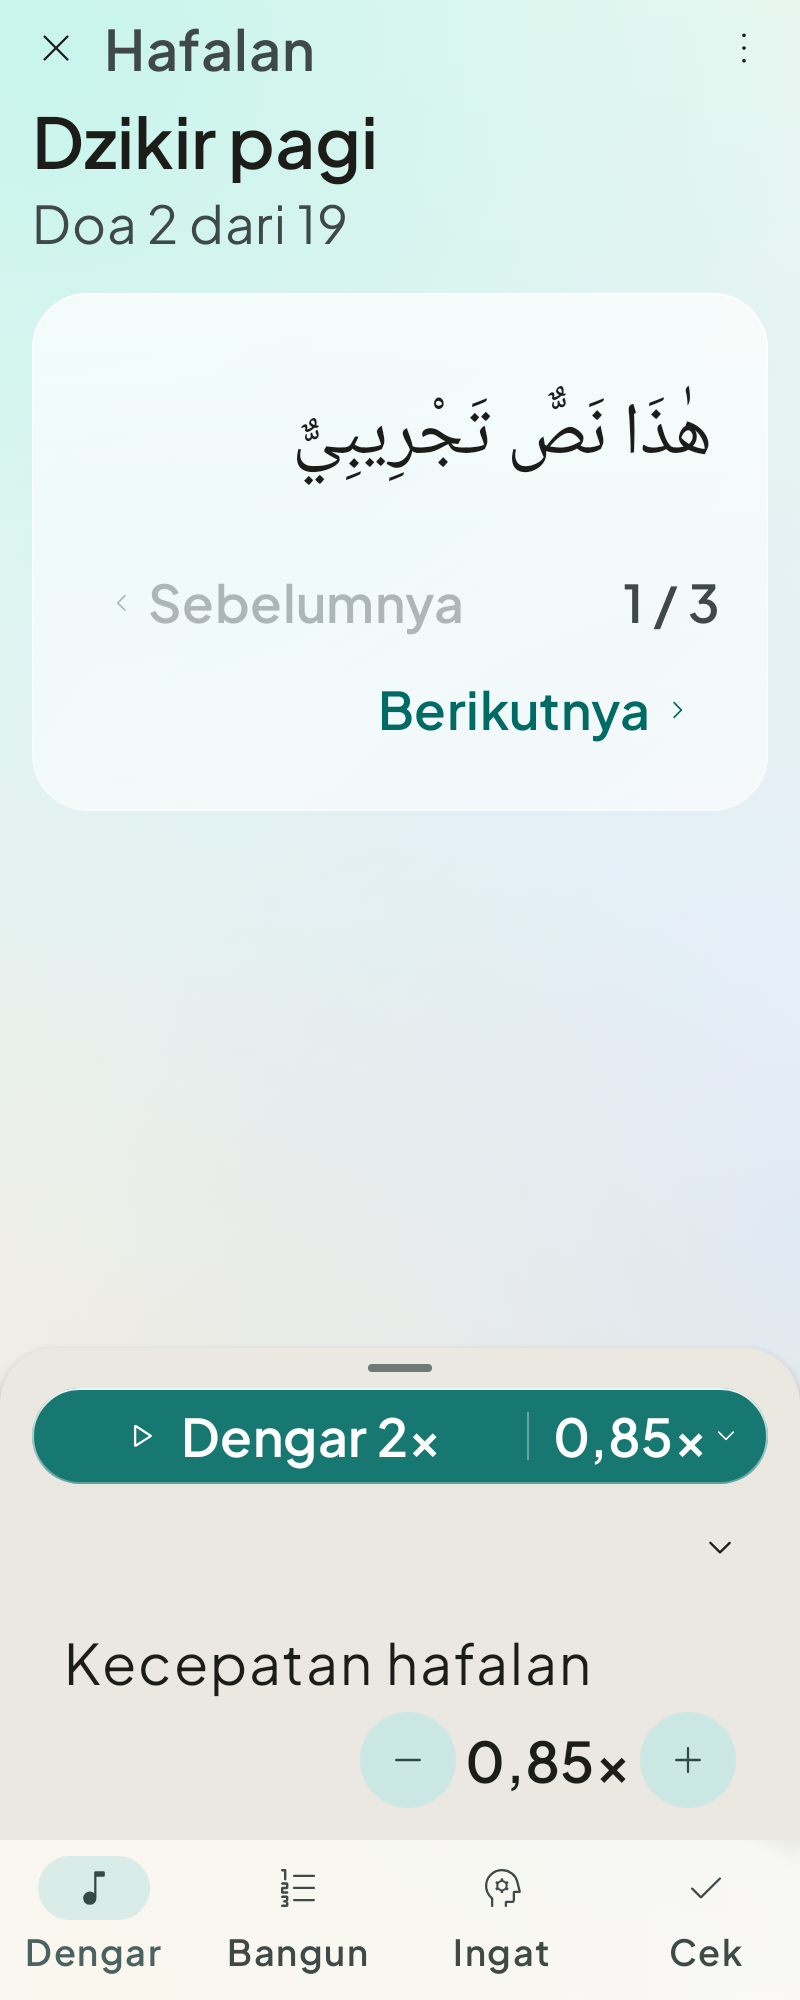 Hafalan
Dzikir pagi
Doa 2 dari 19
هٰذَا نَصٌّ تَجْرِيبِيٌّ
Sebelumnya 1 / 3
Berikutnya
Dengar 2× 0,85×
Kecepatan hafalan
0,85×
Dengar Bangun Ingat Cek